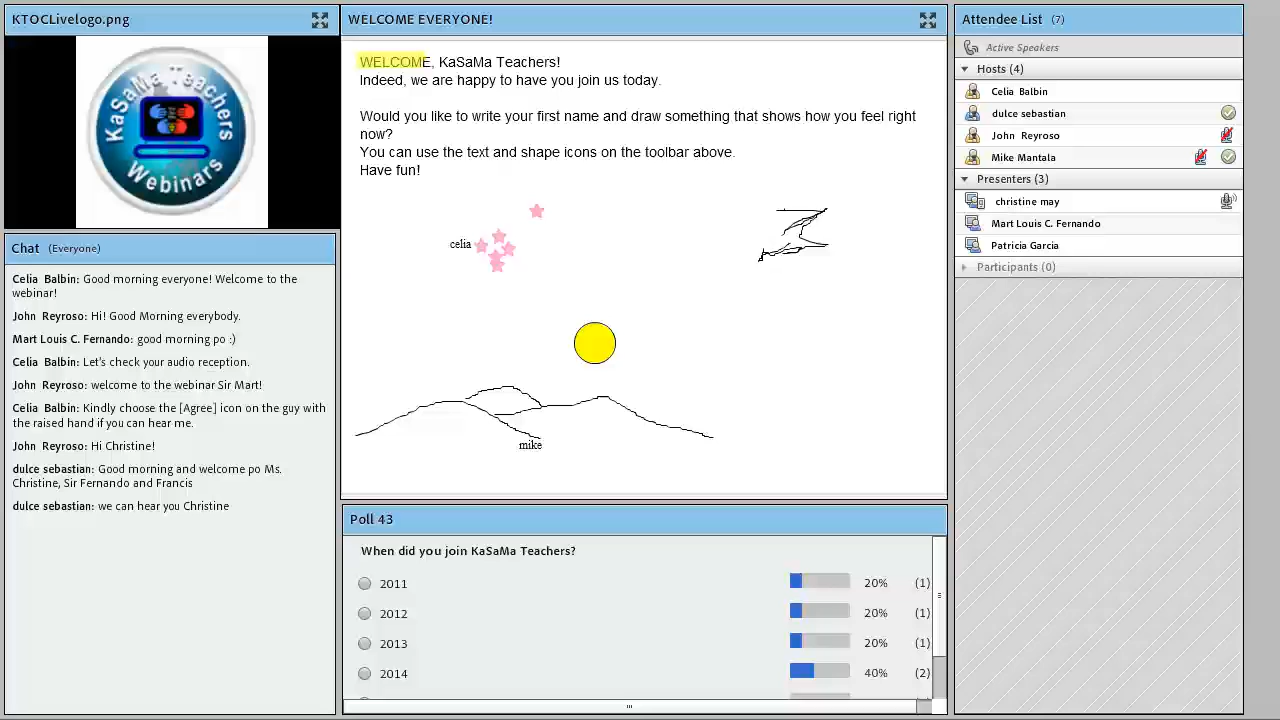 KTOCLivelogo.png
KaSaMa Teachers
Webinars
Chat (Everyone)
Celia Balbin: Good morning everyone! Welcome to the
webinar!
John Reyroso: Hi! Good Morning everybody.
Mart Louis C. Fernando: good morning po :)
Celia Balbin: Let's check your audio reception.
John Reyroso: welcome to the webinar Sir Mart!
Celia Balbin: Kindly choose the [Agree] icon on the guy with
the raised hand if you can hear me.
John Reyroso: Hi Christine!
dulce sebastian: Good morning and welcome po Ms.
Christine, Sir Fernando and Francis
dulce sebastian: we can hear you Christine
WELCOME EVERYONE!
WELCOME, KaSaMa Teachers!
Indeed, we are happy to have you join us today.
Would you like to write your first name and draw something that shows how you feel right
now?
You can use the text and shape icons on the toolbar above.
Have fun!
celia
mike
Poll 43
When did you join KaSaMa Teachers?
2011 20% (1)
2012 20% (1)
2013 20% (1)
2014 40% (2)
Attendee List (7)
Active Speakers
Hosts (4)
Celia Balbin
dulce sebastian
John Reyroso
Mike Mantala
Presenters (3)
christine may
Mart Louis C. Fernando
Patricia Garcia
Participants (0)